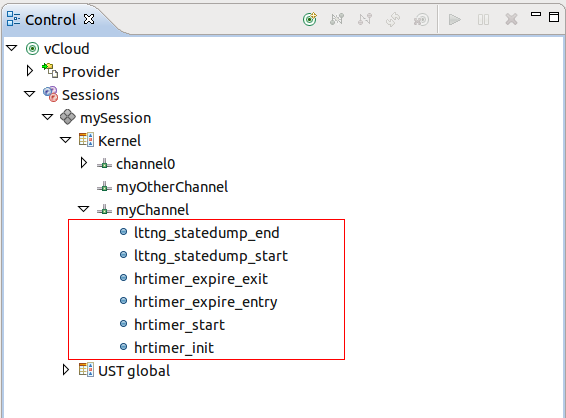 Control
vCloud
Provider
Sessions
mySession
Kernel
channel0
myOtherChannel
myChannel
lttng_statedump_end
lttng_statedump_start
hrtimer_expire_exit
hrtimer_expire_entry
hrtimer_start
hrtimer_init
UST global